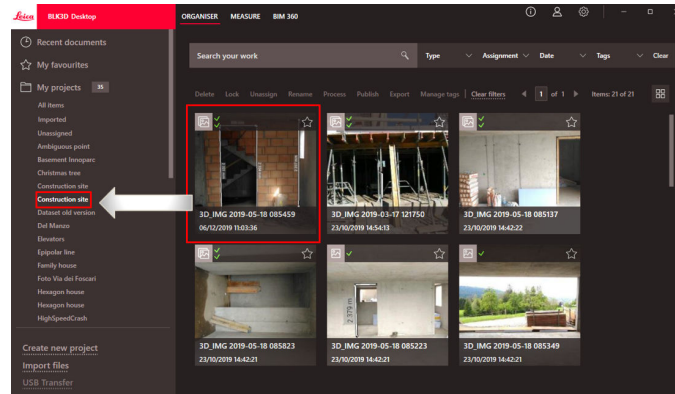 Leica BLK3D Desktop
ORGANISER MEASURE BIM 360
Recent documents
My favourites
My projects 35
All items
Imported
Unassigned
Ambiguous point
Basement Innoparc
Christmas tree
Construction site
Construction site
Dataset old version
Del Manzo
Elevators
Epipolar line
Family house
Foto Via dei Foscari
Hexagon house
Hexagon house
HighSpeedCrash
Create new project
Import files
USB Transfer
Search your work Type Assignment Date Tags Clear
Delete Lock Unassign Rename Process Publish Export Manage tags Clear filters 1 of 1 Items: 21 of 21
3D_IMG 2019-05-18 085459
06/12/2019 11:03:36
3D_IMG 2019-03-17 121750
23/10/2019 14:54:13
3D_IMG 2019-05-18 085137
23/10/2019 14:42:22
2.379 m
3D_IMG 2019-05-18 085823
23/10/2019 14:42:21
3D_IMG 2019-05-18 085223
23/10/2019 14:42:21
3D_IMG 2019-05-18 085349
23/10/2019 14:42:21